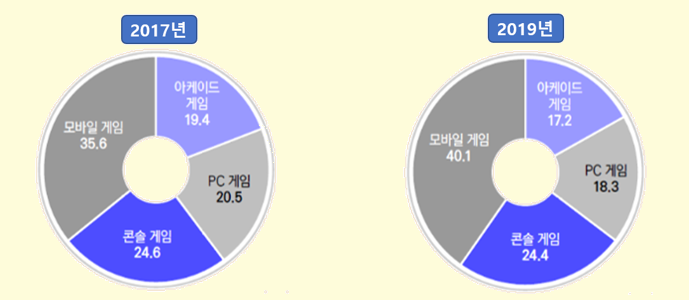 2017년
2019년
아케이드
게임
19.4
PC 게임
20.5
콘솔 게임
24.6
모바일 게임
35.6
아케이드
게임
17.2
PC 게임
18.3
콘솔 게임
24.4
모바일 게임
40.1